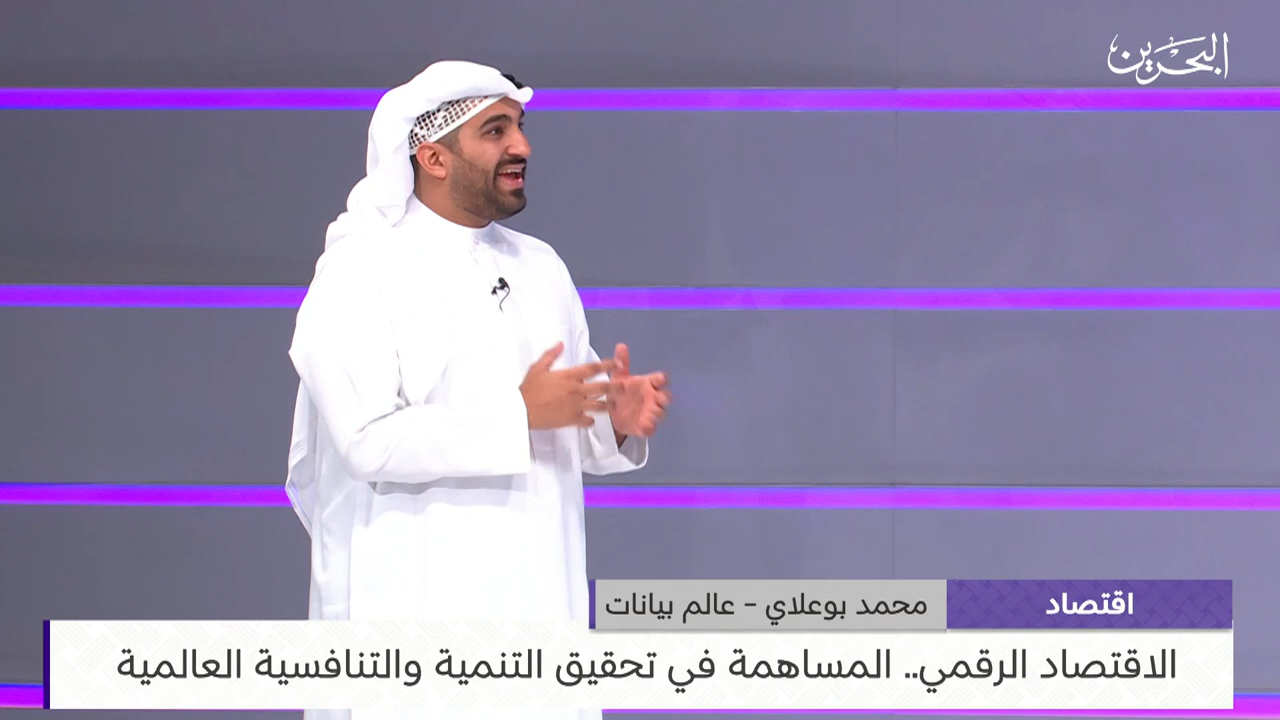 البحرين
اقتصاد
محمد بوعلاي - عالم بيانات
الاقتصاد الرقمي.. المساهمة في تحقيق التنمية والتنافسية العالمية